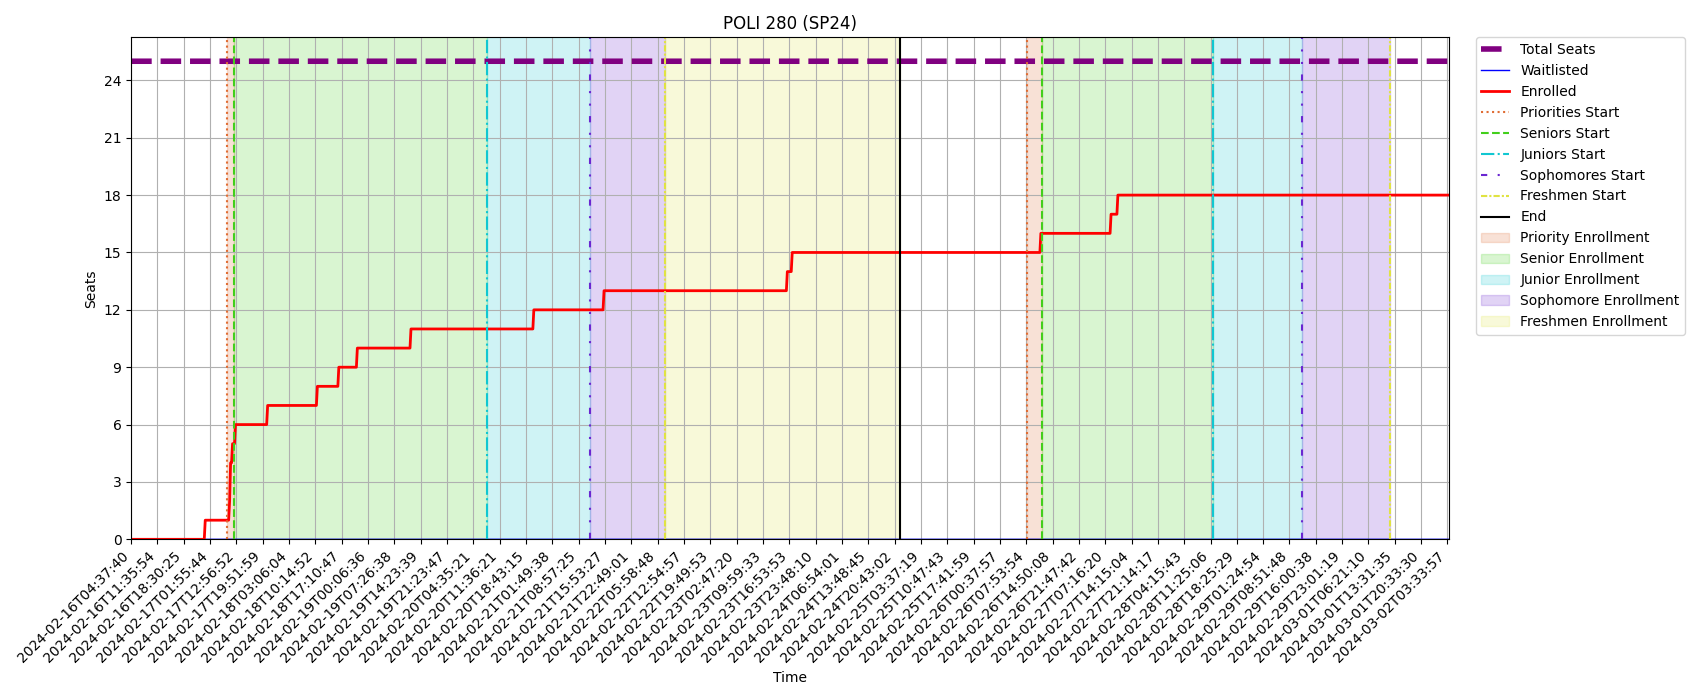 POLI 280 (SP24)
Seats
24
21
18
15
12
9
6
3
0
2024-02-16T04:37:40
2024-02-16T11:35:54
2024-02-16T18:30:25
2024-02-17T01:55:44
2024-02-17T12:56:52
2024-02-17T19:51:59
2024-02-18T03:06:04
2024-02-18T10:14:52
2024-02-18T17:10:47
2024-02-19T00:06:36
2024-02-19T07:26:38
2024-02-19T14:23:39
2024-02-19T21:23:47
2024-02-20T04:35:21
2024-02-20T11:36:21
2024-02-20T18:43:15
2024-02-21T01:49:38
2024-02-21T08:57:25
2024-02-21T15:53:27
2024-02-21T22:49:01
2024-02-22T05:58:48
2024-02-22T12:54:57
2024-02-22T19:49:53
2024-02-23T02:47:20
2024-02-23T09:59:33
2024-02-23T16:53:53
2024-02-23T23:48:10
2024-02-24T06:54:01
2024-02-24T13:48:45
2024-02-24T20:43:02
2024-02-25T03:37:19
2024-02-25T10:47:43
2024-02-25T17:41:59
2024-02-26T00:37:57
2024-02-26T07:53:54
2024-02-26T14:50:08
2024-02-26T21:47:42
2024-02-27T07:16:20
2024-02-27T14:15:04
2024-02-27T21:14:17
2024-02-28T04:15:43
2024-02-28T11:25:06
2024-02-28T18:25:29
2024-02-29T01:24:54
2024-02-29T08:51:48
2024-02-29T16:00:38
2024-02-29T23:01:19
2024-03-01T06:21:10
2024-03-01T13:31:35
2024-03-01T20:33:30
2024-03-02T03:33:57
Time
Total Seats
Waitlisted
Enrolled
Priorities Start
Seniors Start
Juniors Start
Sophomores Start
Freshmen Start
End
Priority Enrollment
Senior Enrollment
Junior Enrollment
Sophomore Enrollment
Freshmen Enrollment